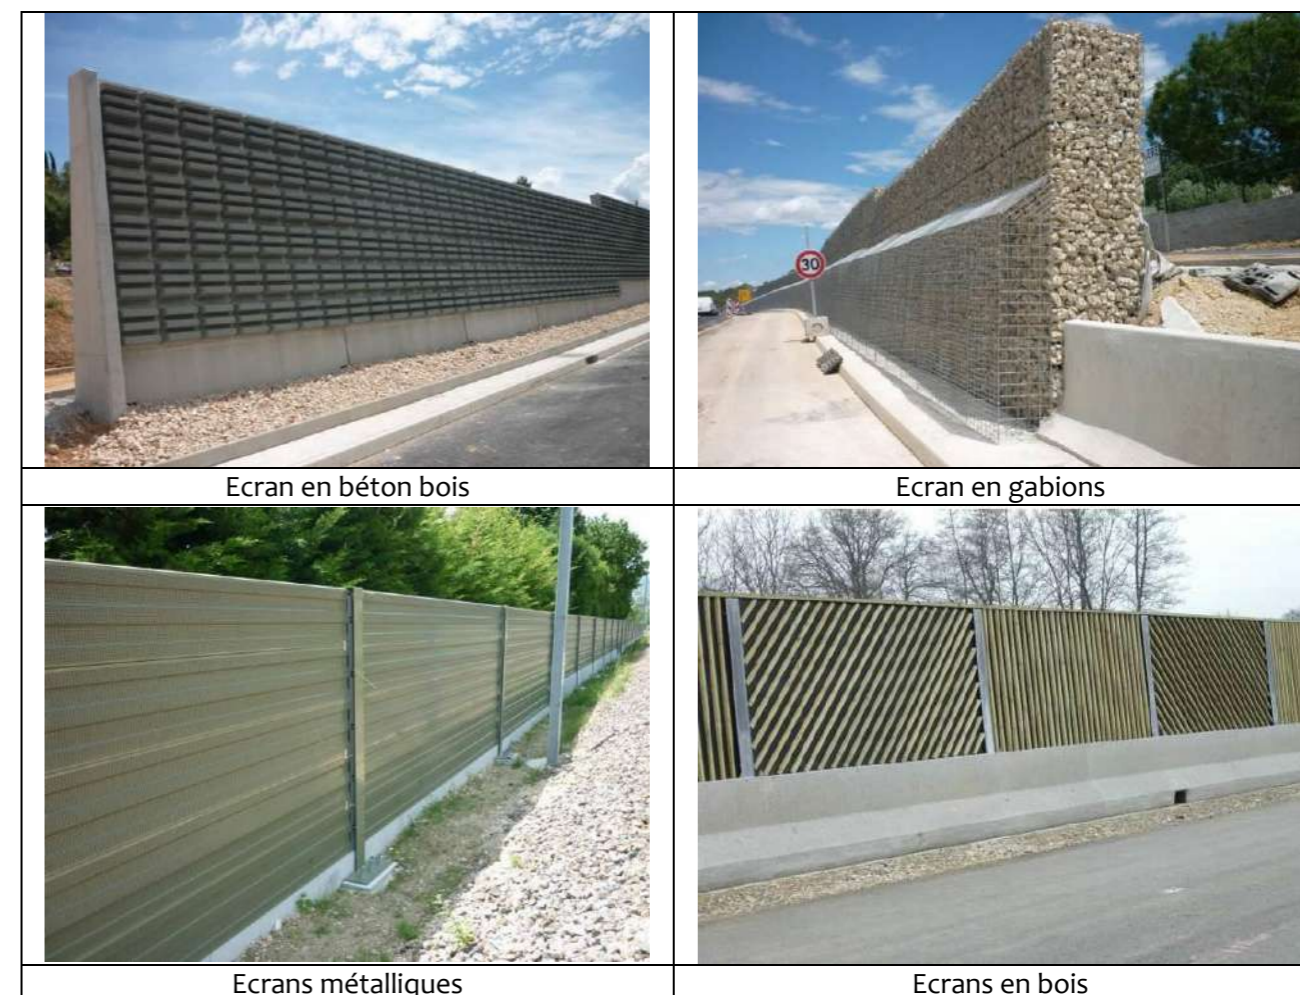 30
Ecran en béton bois
Ecran en gabions
Ecrans métalliques
Ecrans en bois